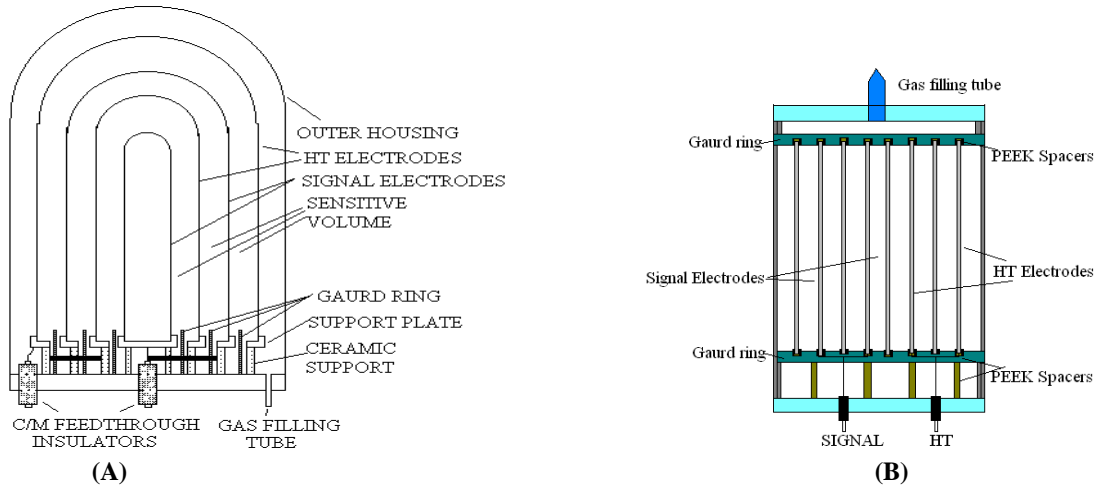 OUTER HOUSING
HT ELECTRODES
SIGNAL ELECTRODES
SENSITIVE
VOLUME
GAURD RING
SUPPORT PLATE
CERAMIC
SUPPORT
C/M FEEDTHROUGH
INSULATORS
GAS FILLING
TUBE
(A)
Gas filling tube
Gaurd ring
PEEK Spacers
Signal Electrodes
HT Electrodes
Gaurd ring
PEEK Spacers
SIGNAL
HT
(B)